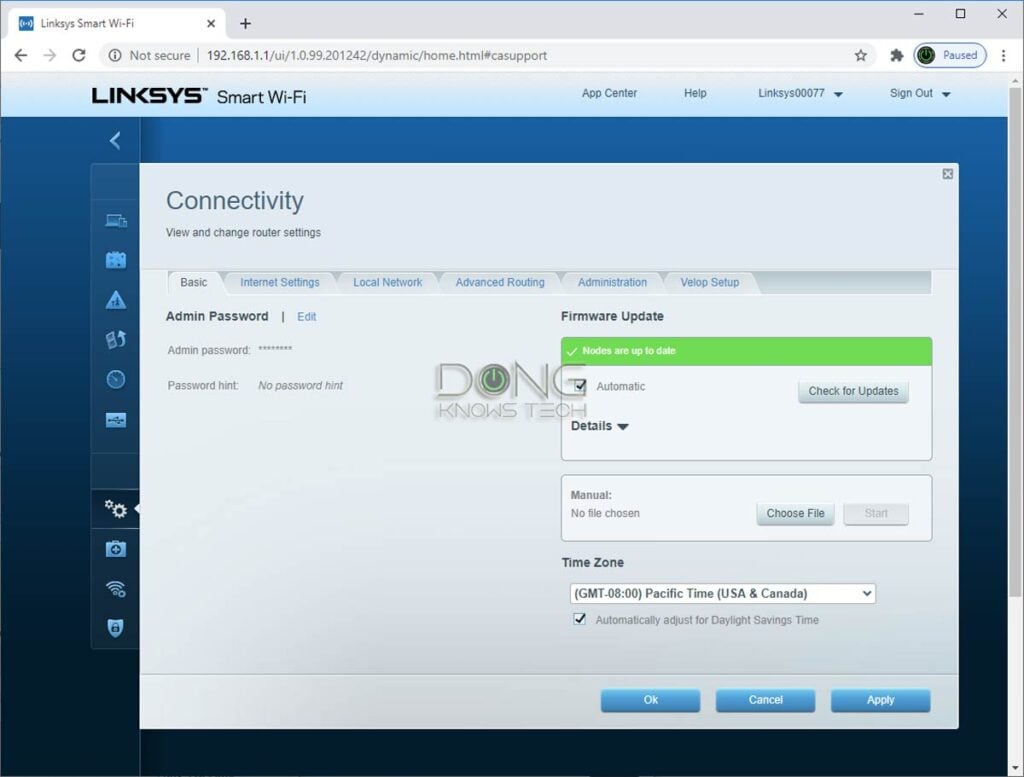 Linksys Smart Wi-Fi
Not secure | 192.168.1.1/ui/1.0.99.201242/dynamic/home.html#casupport
Paused
LINKSYS™ Smart Wi-Fi
App Center Help Linksys00077 Sign Out
Connectivity
View and change router settings
Basic Internet Settings Local Network Advanced Routing Administration Velop Setup
Admin Password | Edit
Admin password: ********
Password hint: No password hint
Firmware Update
Nodes are up to date
Automatic
Check for Updates
Details
DONG
KNOWS TECH
Manual:
No file chosen
Choose File
Start
Time Zone
(GMT-08:00) Pacific Time (USA & Canada)
Automatically adjust for Daylight Savings Time
Ok Cancel Apply